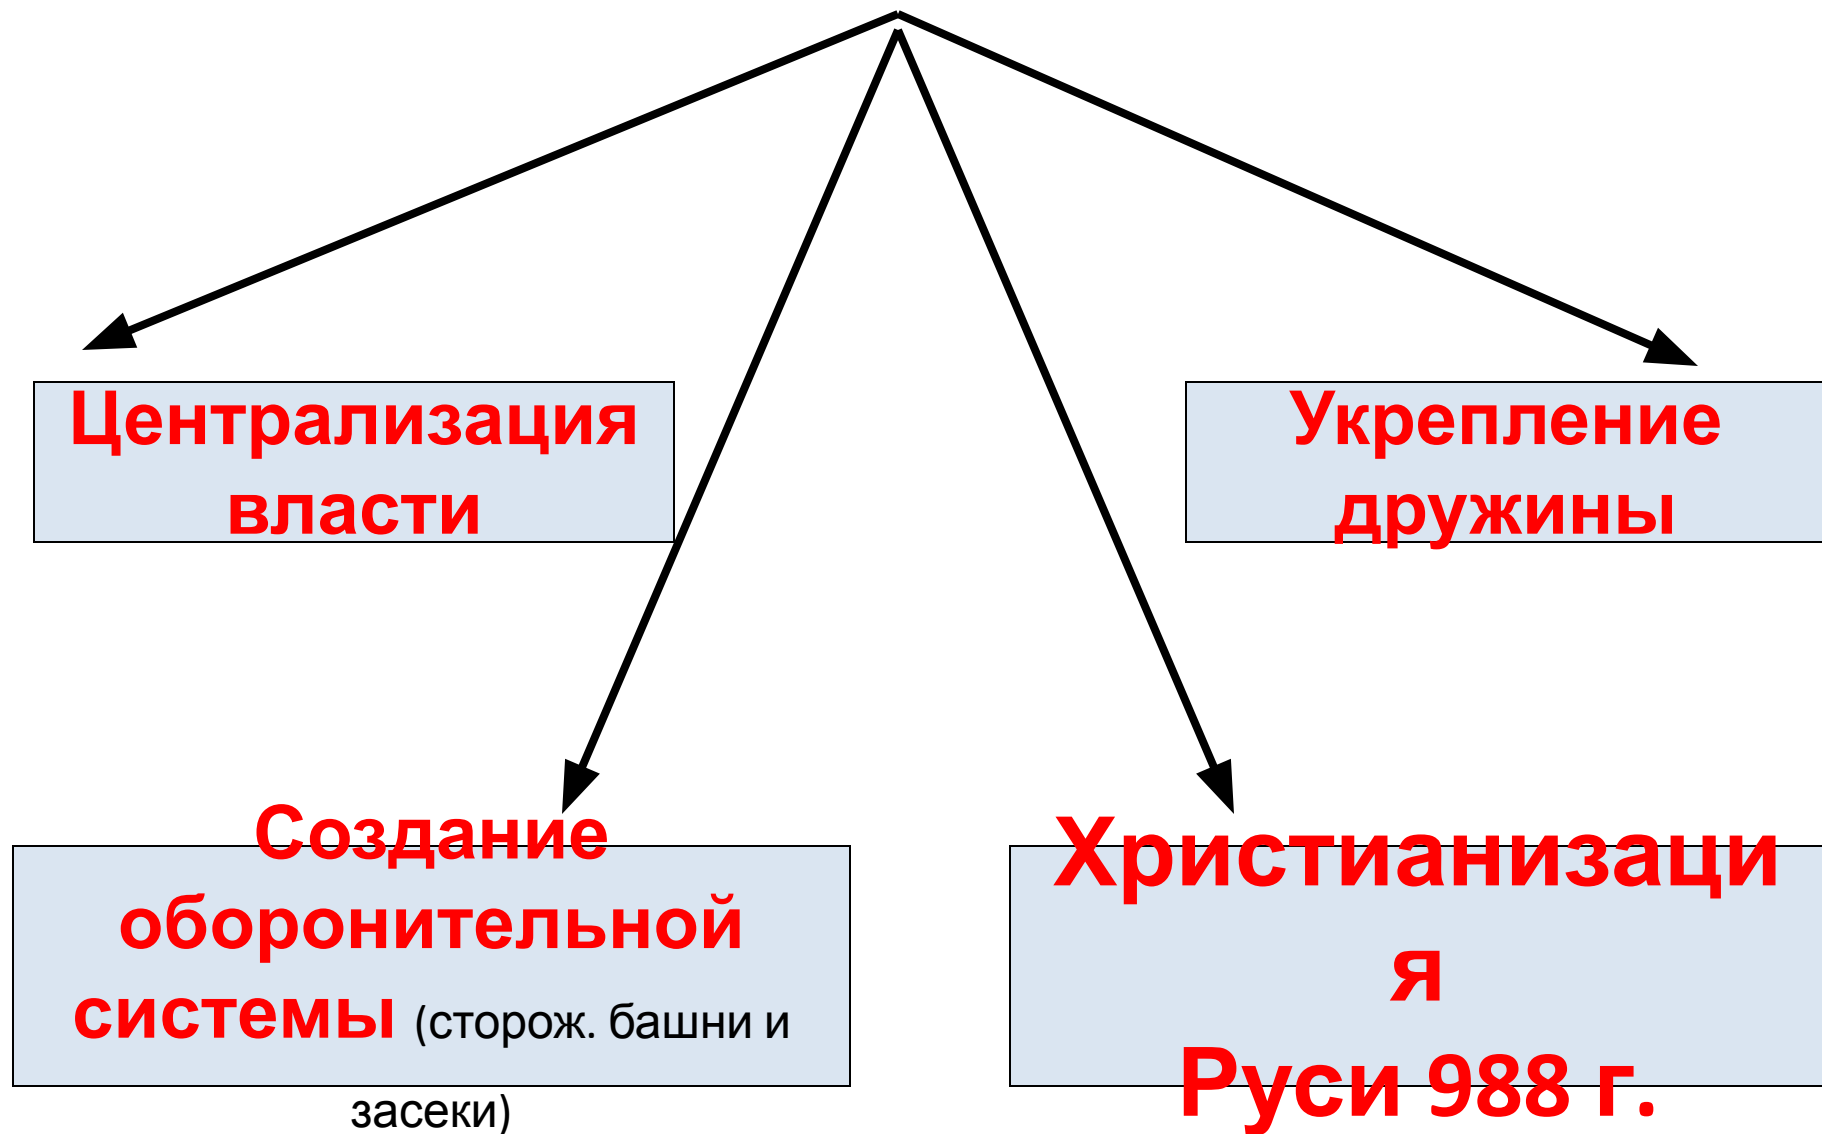 Централизация
власти
Укрепление
дружины
Создание
оборонительной
системы (сторож. башни и
засеки)
Христианизаци
я
Руси 988 г.